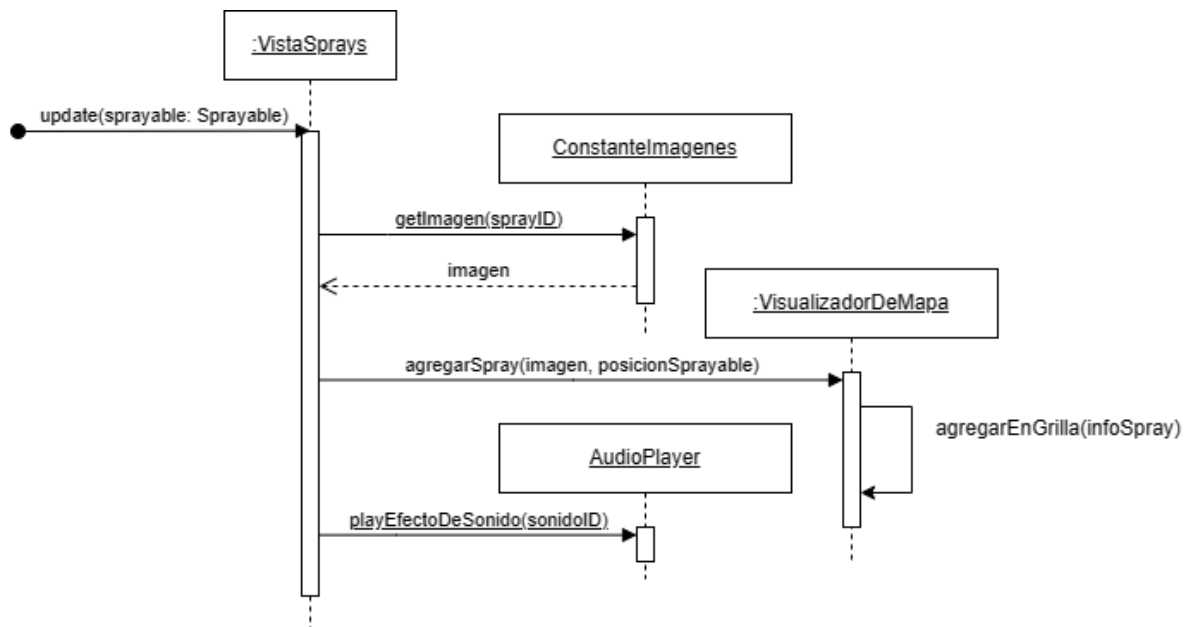 :VistaSprays
update(sprayable: Sprayable)
ConstanteImagenes
getImagen(sprayID)
imagen
:VisualizadorDeMapa
agregarSpray(imagen, posicionSprayable)
agregarEnGrilla(infoSpray)
AudioPlayer
playEfectoDeSonido(sonidoID)